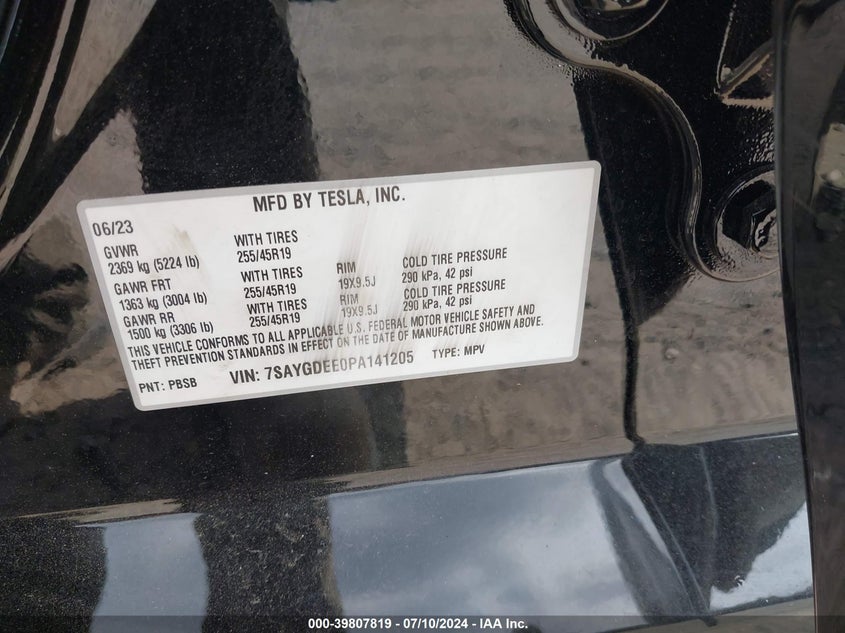 MFD BY TESLA, INC.
06/23
GVWR WITH TIRES
2369 kg (5224 lb) 255/45R19
GAWR FRT WITH TIRES RIM COLD TIRE PRESSURE
1363 kg (3004 lb) 255/45R19 19X9.5J 290 kPa, 42 psi
GAWR RR WITH TIRES RIM COLD TIRE PRESSURE
1500 kg (3306 lb) 255/45R19 19X9.5J 290 kPa, 42 psi
THIS VEHICLE CONFORMS TO ALL APPLICABLE U.S. FEDERAL MOTOR VEHICLE SAFETY AND
THEFT PREVENTION STANDARDS IN EFFECT ON THE DATE OF MANUFACTURE SHOWN ABOVE.
PNT: PBSB VIN: 7SAYGDEE0PA141205 TYPE: MPV
000-39807819 - 07/10/2024 - IAA Inc.